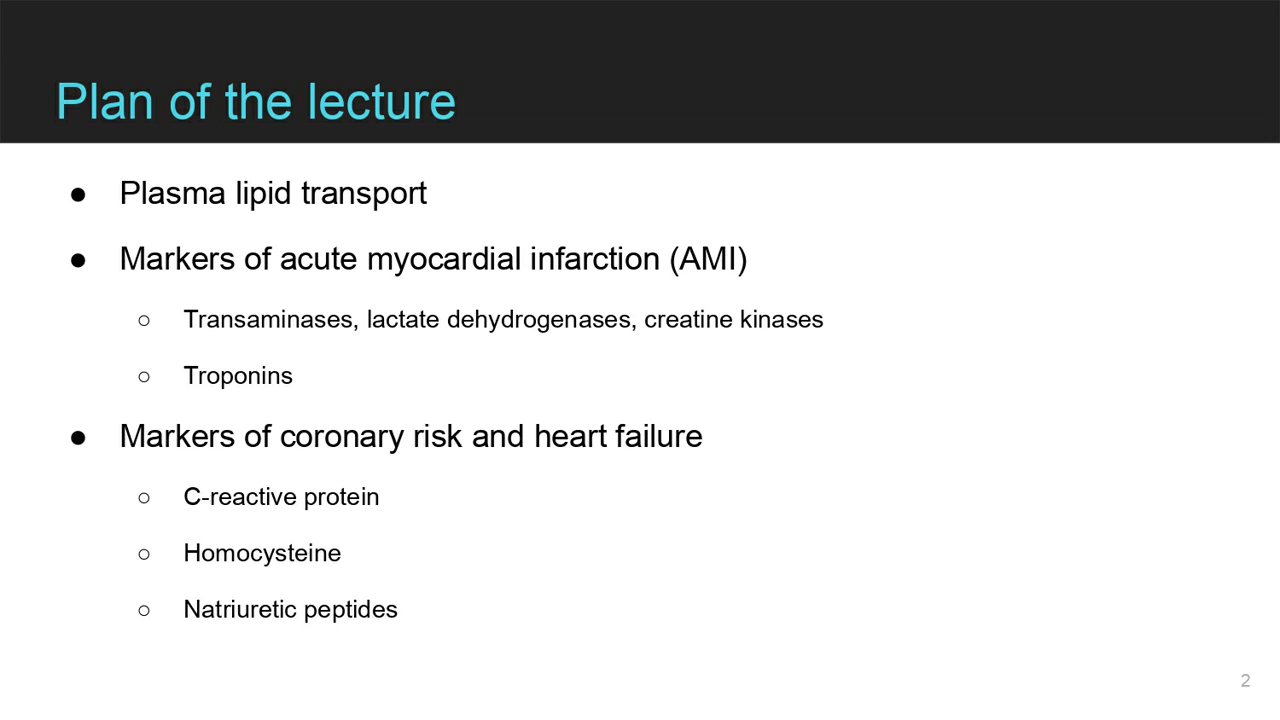 Plan of the lecture
● Plasma lipid transport
● Markers of acute myocardial infarction (AMI)
○ Transaminases, lactate dehydrogenases, creatine kinases
○ Troponins
● Markers of coronary risk and heart failure
○ C-reactive protein
○ Homocysteine
○ Natriuretic peptides
2